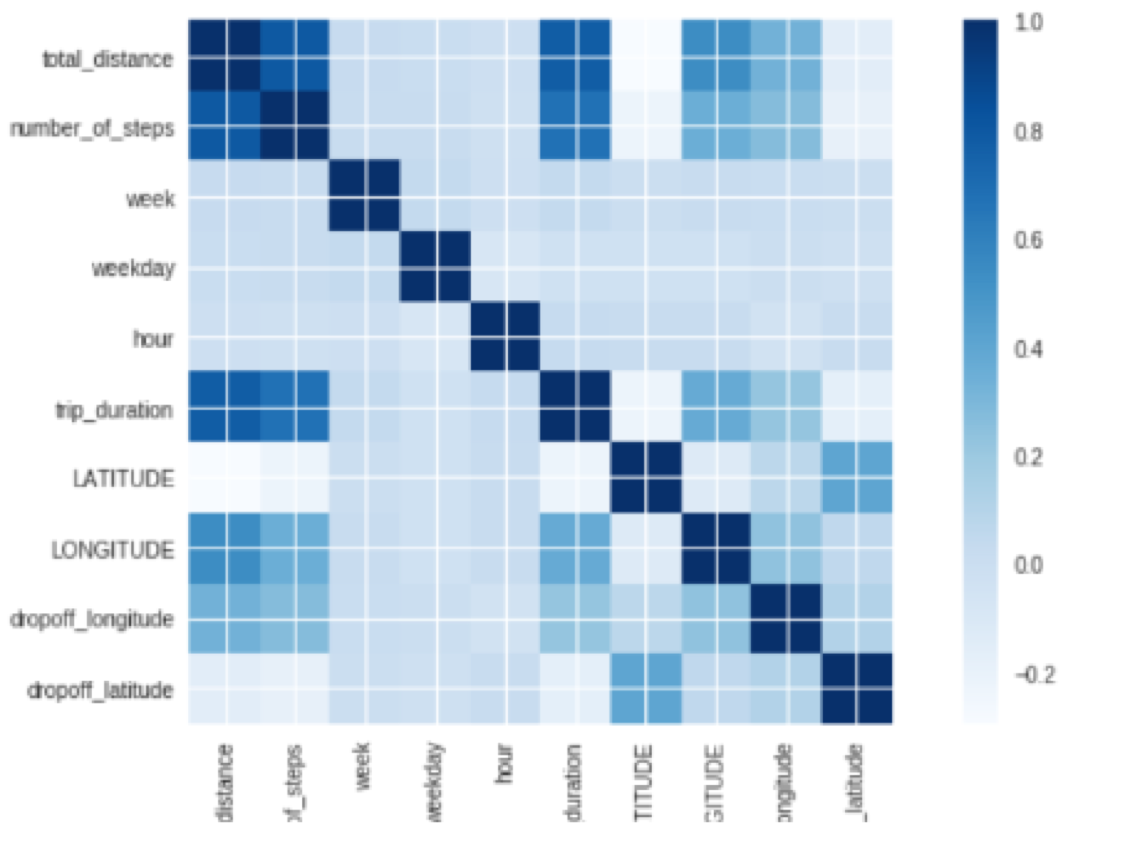 total_distance
number_of_steps
week
weekday
hour
trip_duration
LATITUDE
LONGITUDE
dropoff_longitude
dropoff_latitude
distance
of_steps
week
weekday
hour
duration
TITUDE
GITUDE
ongitude
_latitude
1.0
0.8
0.6
0.4
0.2
0.0
−0.2